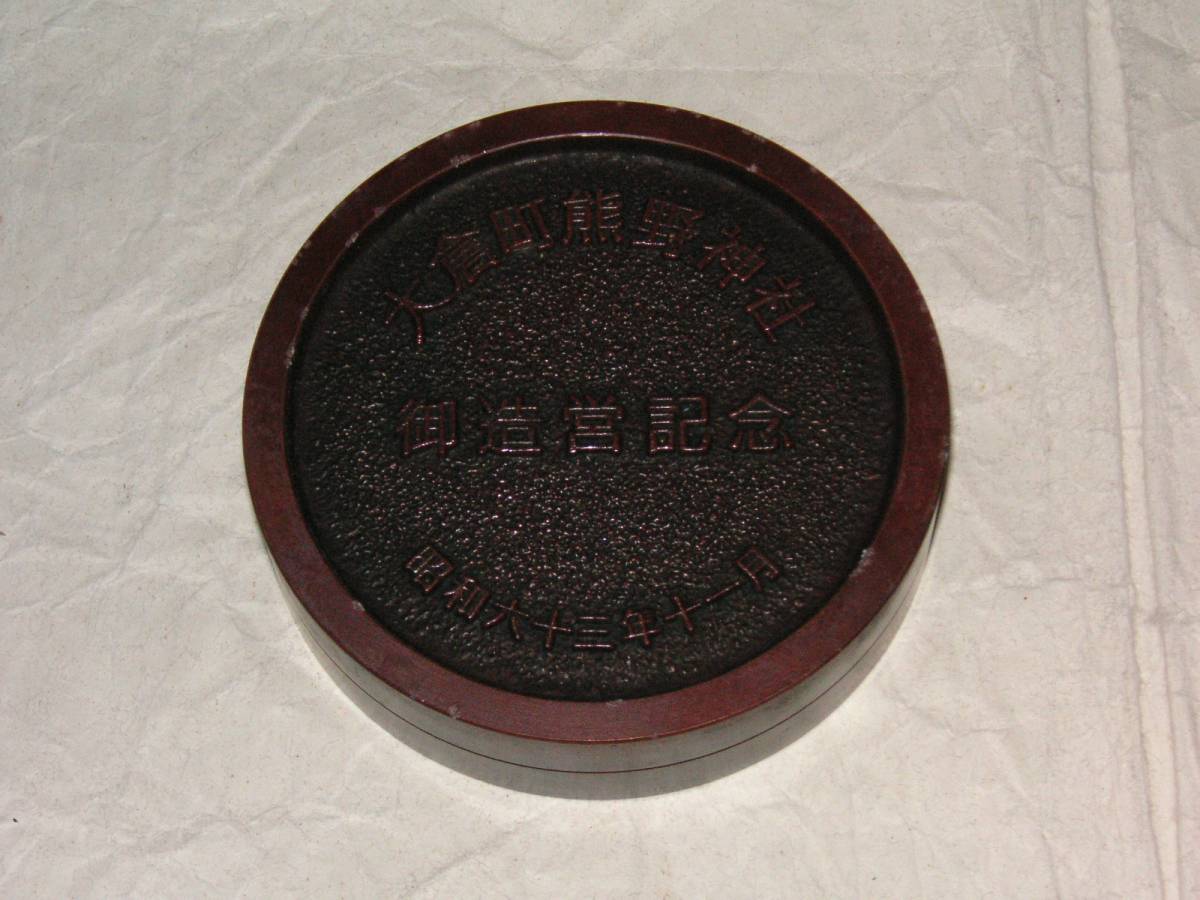 大倉町熊野神社
御造営記念
昭和六十三年十一月